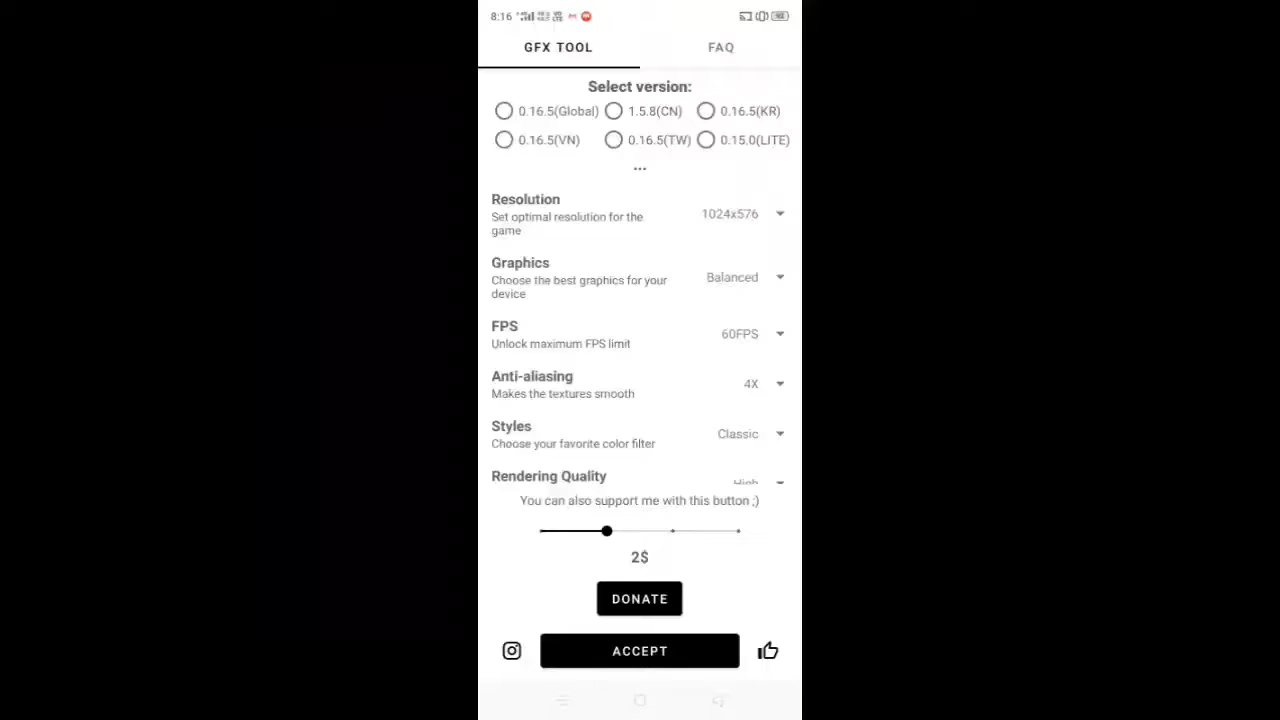 8:16
GFX TOOL
FAQ
Select version:
0.16.5(Global) 1.5.8(CN) 0.16.5(KR)
0.16.5(VN) 0.16.5(TW) 0.15.0(LITE)
...
Resolution
Set optimal resolution for the
game
1024x576
Graphics
Choose the best graphics for your
device
Balanced
FPS
Unlock maximum FPS limit
60FPS
Anti-aliasing
Makes the textures smooth
4X
Styles
Choose your favorite color filter
Classic
Rendering Quality
High
You can also support me with this button ;)
2$
DONATE
ACCEPT